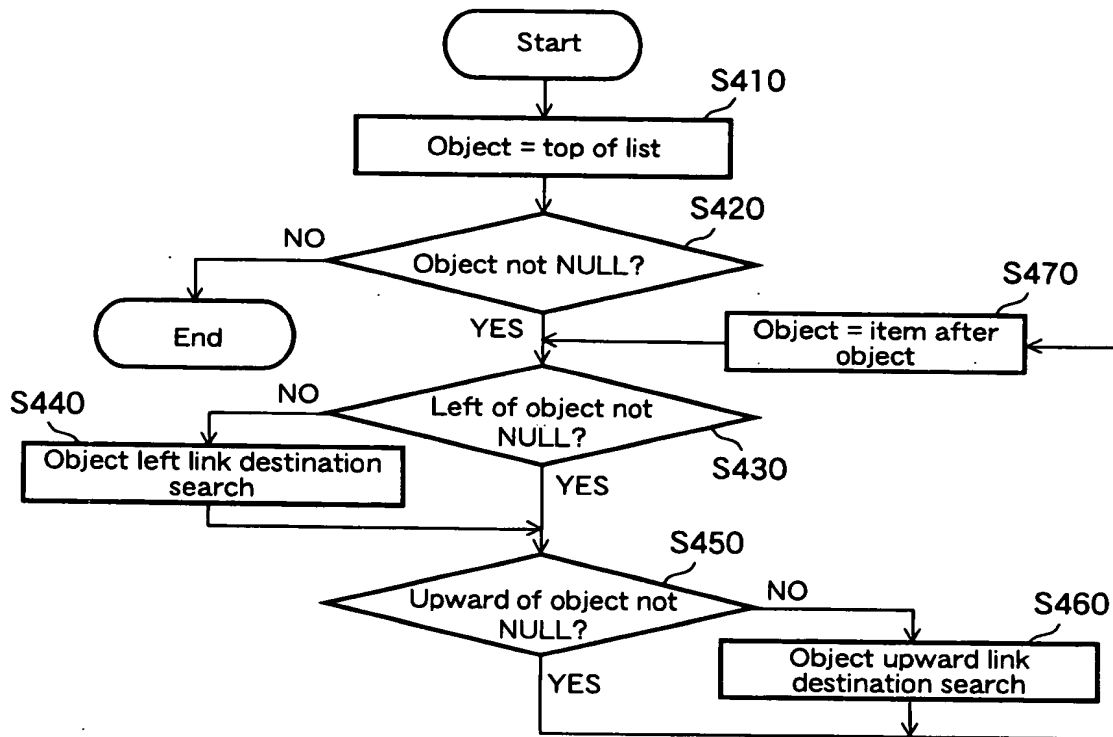 Start
S410
Object = top of list
S420
NO
Object not NULL?
S470
End
YES
Object = item after
object
NO
S440
Left of object not
NULL?
Object left link destination
search
S430
YES
S450
Upward of object not
NULL?
NO
S460
Object upward link
destination search
YES